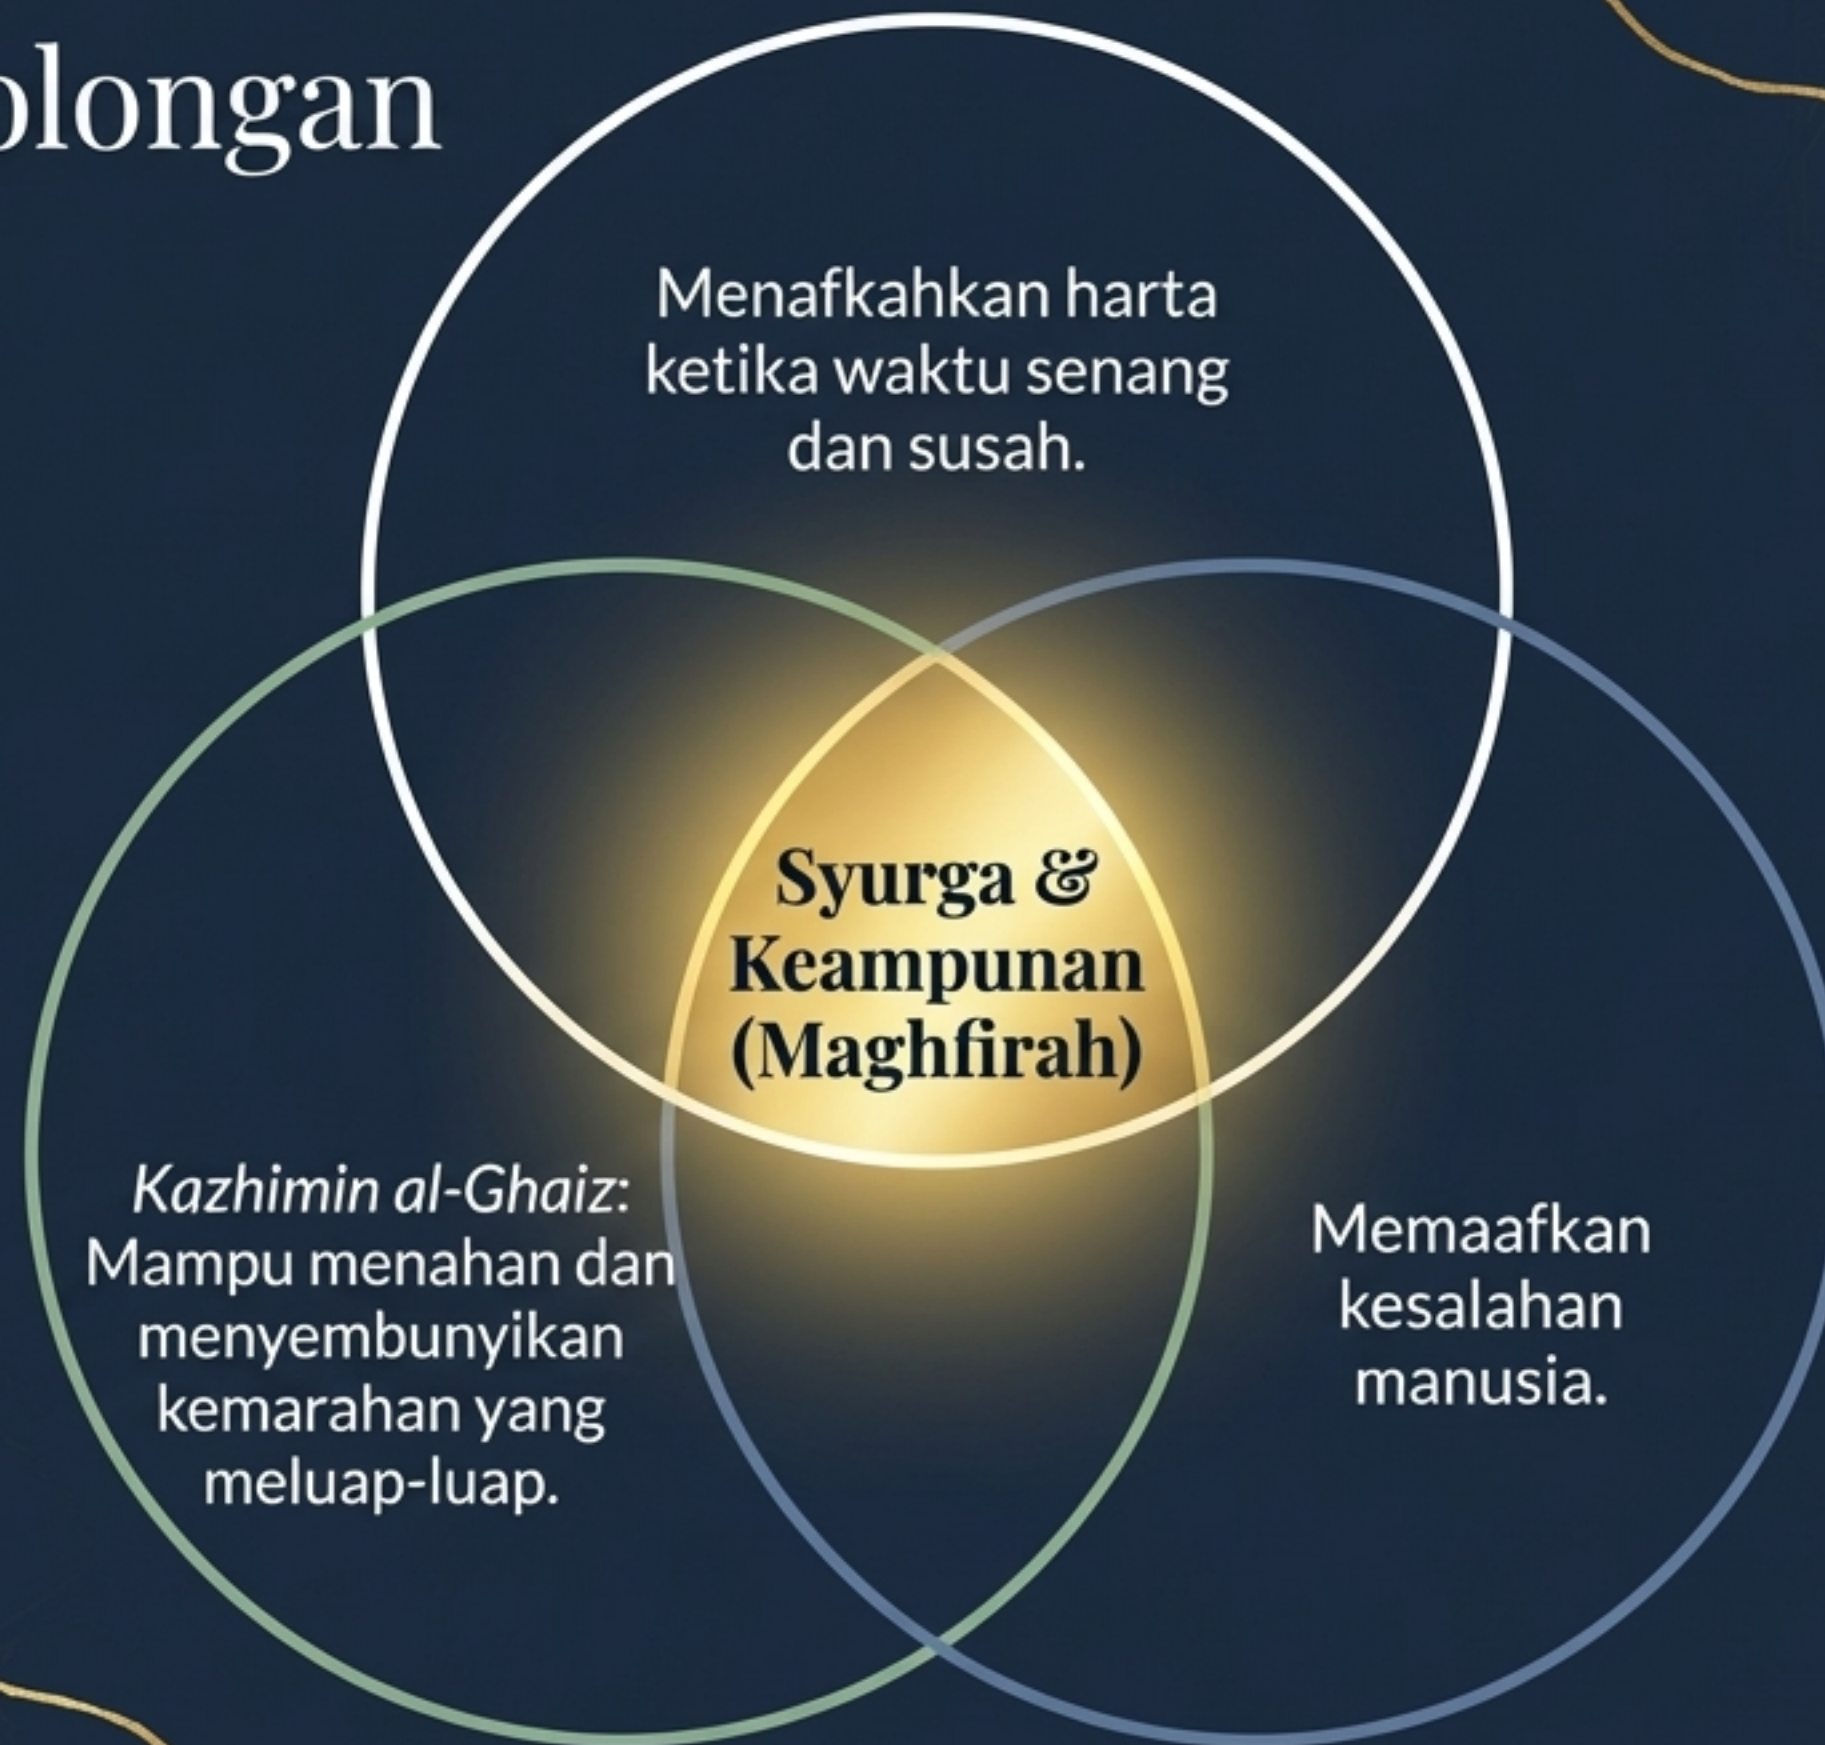 olongan
Menafkahkan harta
ketika waktu senang
dan susah.
Syurga &
Keampunan
(Maghfirah)
Kazhimin al-Ghaiz:
Mampu menahan dan
menyembunyikan
kemarahan yang
meluap-luap.
Memaafkan
kesalahan
manusia.